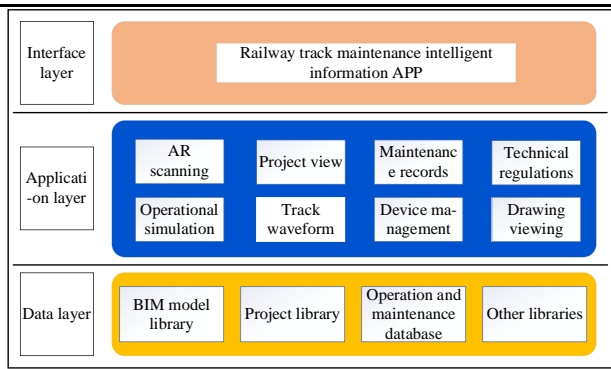 Interface
layer
Railway track maintenance intelligent
information APP
Applicati
-on layer
AR
scanning
Project view
Maintenanc
e records
Technical
regulations
Operational
simulation
Track
waveform
Device ma-
nagement
Drawing
viewing
Data layer
BIM model
library
Project library
Operation and
maintenance
database
Other libraries